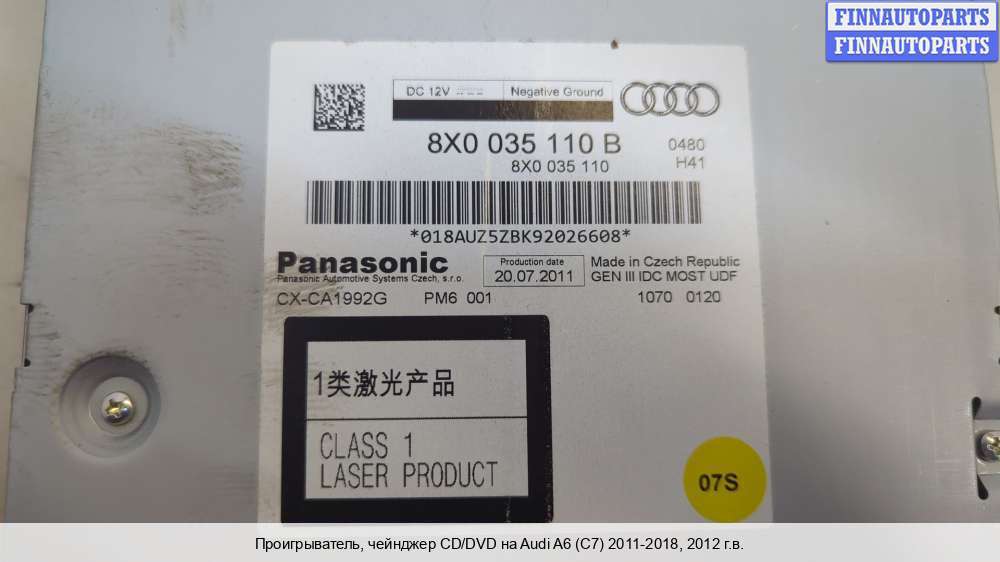 FINNAUTOPARTS
FINNAUTOPARTS
DC 12V Negative Ground
8X0 035 110 B 0480
8X0 035 110 H41
*018AUZ5ZBK92026608*
Panasonic
Panasonic Automotive Systems Czech, s.r.o.
Production date
20.07.2011
Made in Czech Republic
GEN III IDC MOST UDF
CX-CA1992G PM6 001 1070 0120
1类激光产品
CLASS 1
LASER PRODUCT
07S
Проигрыватель, чейнджер CD/DVD на Audi A6 (C7) 2011-2018, 2012 г.в.